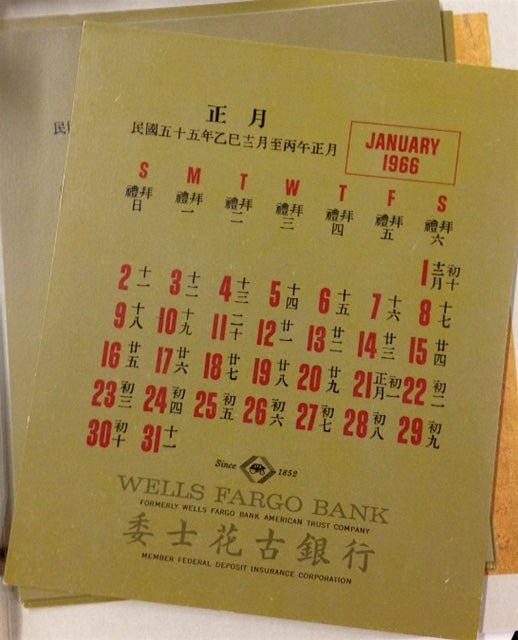 正月
民國五十五年乙巳十二月至丙午正月
JANUARY
1966
S M T W T F S
禮拜日 禮拜一 禮拜二 禮拜三 禮拜四 禮拜五 禮拜六
1 十二月初十
2 十一 3 十二 4 十三 5 十四 6 十五 7 十六 8 十七
9 十八 10 十九 11 二十 12 廿一 13 廿二 14 廿三 15 廿四
16 廿五 17 廿六 18 廿七 19 廿八 20 廿九 21 正月初一 22 初二
23 初三 24 初四 25 初五 26 初六 27 初七 28 初八 29 初九
30 初十 31 十一
Since 1852
WELLS FARGO BANK
FORMERLY WELLS FARGO BANK AMERICAN TRUST COMPANY
委士花古銀行
MEMBER FEDERAL DEPOSIT INSURANCE CORPORATION
民